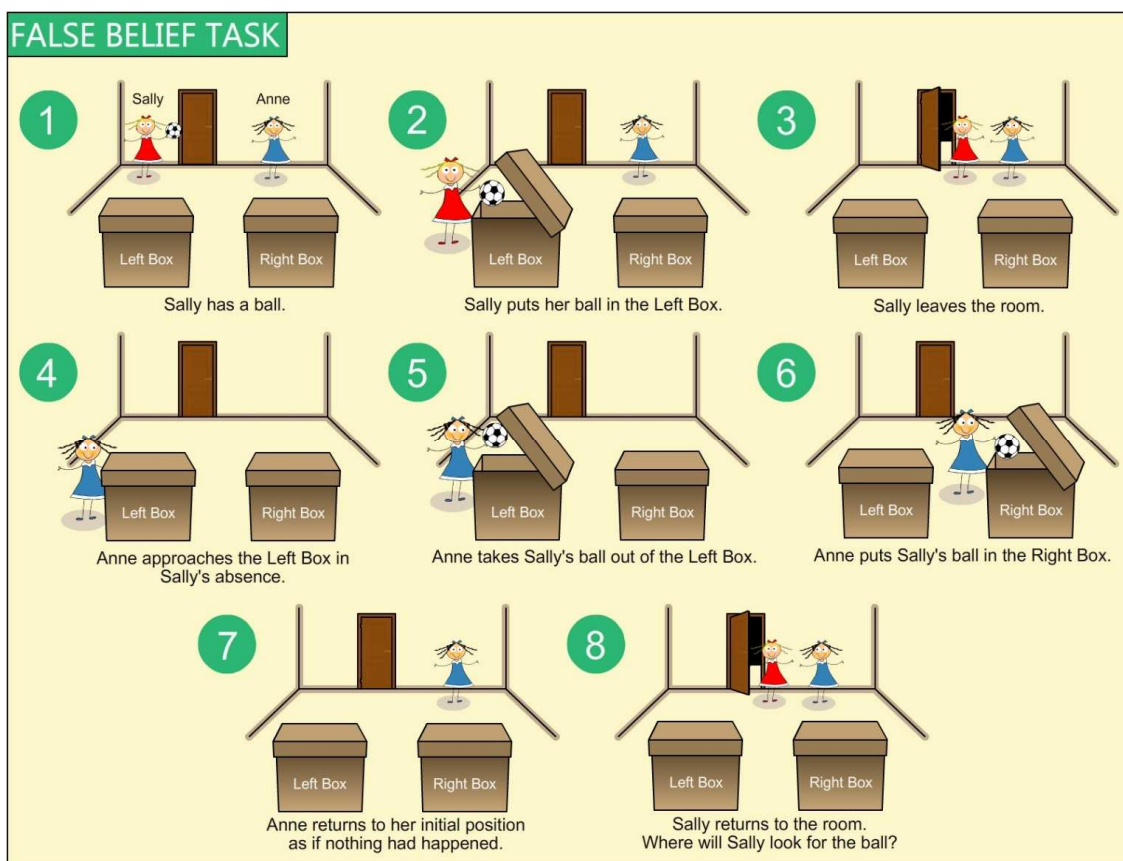 FALSE BELIEF TASK
1
Sally
Anne
Left Box
Right Box
Sally has a ball.
2
Left Box
Right Box
Sally puts her ball in the Left Box.
3
Left Box
Right Box
Sally leaves the room.
4
Left Box
Right Box
Anne approaches the Left Box in
Sally's absence.
5
Left Box
Right Box
Anne takes Sally's ball out of the Left Box.
6
Left Box
Right Box
Anne puts Sally's ball in the Right Box.
7
Left Box
Right Box
Anne returns to her initial position
as if nothing had happened.
8
Left Box
Right Box
Sally returns to the room.
Where will Sally look for the ball?